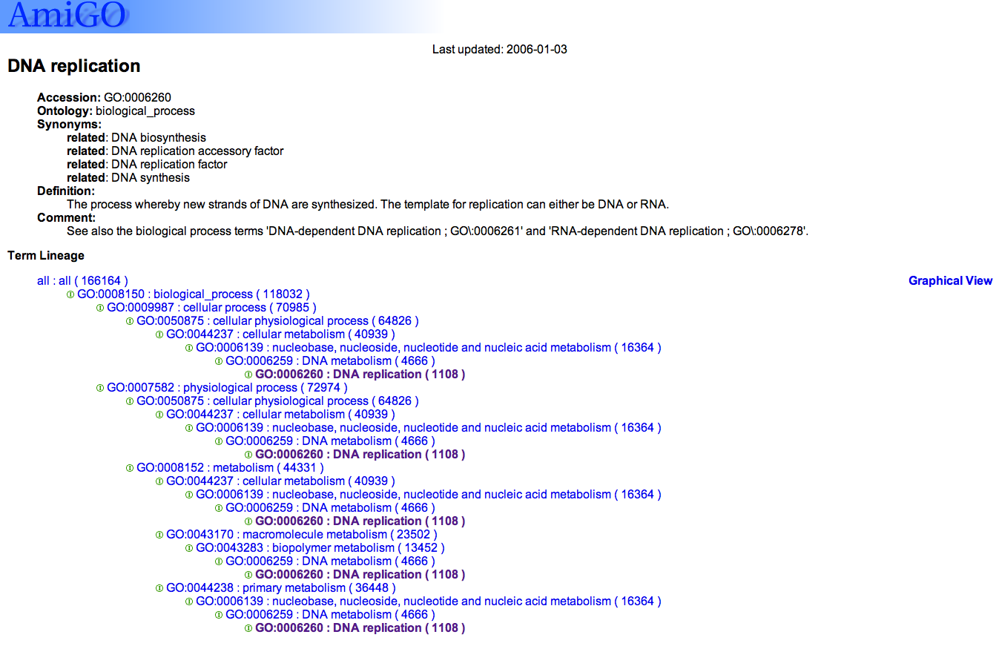 AmiGO
Last updated: 2006-01-03
DNA replication
Accession: GO:0006260
Ontology: biological_process
Synonyms:
related: DNA biosynthesis
related: DNA replication accessory factor
related: DNA replication factor
related: DNA synthesis
Definition:
The process whereby new strands of DNA are synthesized. The template for replication can either be DNA or RNA.
Comment:
See also the biological process terms 'DNA-dependent DNA replication ; GO\:0006261' and 'RNA-dependent DNA replication ; GO\:0006278'.
Term Lineage
all : all ( 166164 )
Graphical View
GO:0008150 : biological_process ( 118032 )
GO:0009987 : cellular process ( 70985 )
GO:0050875 : cellular physiological process ( 64826 )
GO:0044237 : cellular metabolism ( 40939 )
GO:0006139 : nucleobase, nucleoside, nucleotide and nucleic acid metabolism ( 16364 )
GO:0006259 : DNA metabolism ( 4666 )
GO:0006260 : DNA replication ( 1108 )
GO:0007582 : physiological process ( 72974 )
GO:0050875 : cellular physiological process ( 64826 )
GO:0044237 : cellular metabolism ( 40939 )
GO:0006139 : nucleobase, nucleoside, nucleotide and nucleic acid metabolism ( 16364 )
GO:0006259 : DNA metabolism ( 4666 )
GO:0006260 : DNA replication ( 1108 )
GO:0008152 : metabolism ( 44331 )
GO:0044237 : cellular metabolism ( 40939 )
GO:0006139 : nucleobase, nucleoside, nucleotide and nucleic acid metabolism ( 16364 )
GO:0006259 : DNA metabolism ( 4666 )
GO:0006260 : DNA replication ( 1108 )
GO:0043170 : macromolecule metabolism ( 23502 )
GO:0043283 : biopolymer metabolism ( 13452 )
GO:0006259 : DNA metabolism ( 4666 )
GO:0006260 : DNA replication ( 1108 )
GO:0044238 : primary metabolism ( 36448 )
GO:0006139 : nucleobase, nucleoside, nucleotide and nucleic acid metabolism ( 16364 )
GO:0006259 : DNA metabolism ( 4666 )
GO:0006260 : DNA replication ( 1108 )